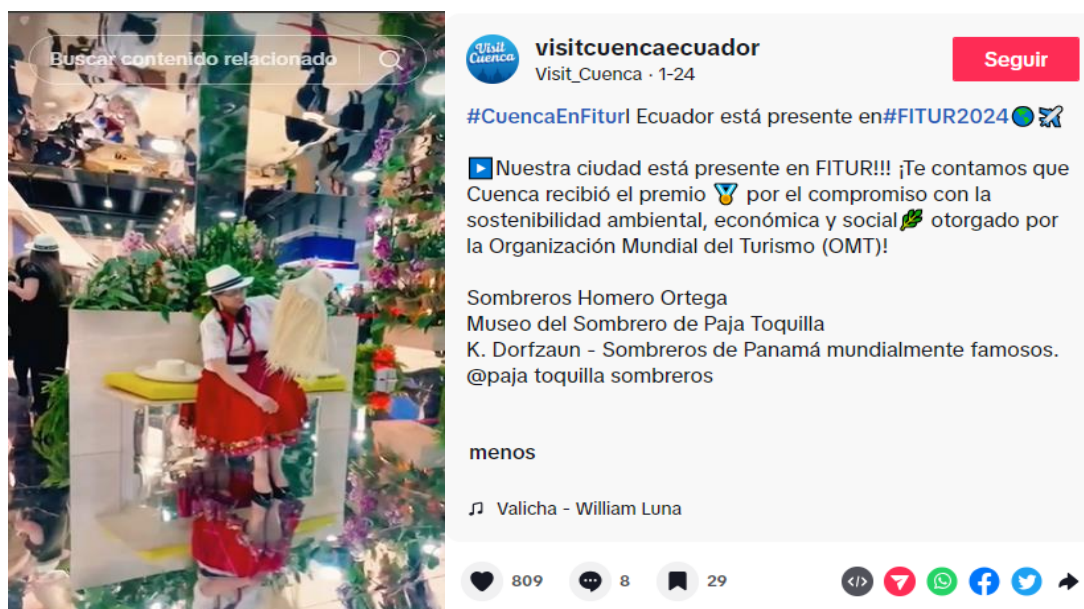 Buscar contenido relacionado
Visit
Cuenca
visitcuencaecuador
Visit_Cuenca · 1-24
Seguir
#CuencaEnFiturI Ecuador está presente en#FITUR2024🌎✈️
▶️Nuestra ciudad está presente en FITUR!!! ¡Te contamos que
Cuenca recibió el premio 🏅 por el compromiso con la
sostenibilidad ambiental, económica y social🌿 otorgado por
la Organización Mundial del Turismo (OMT)!
Sombreros Homero Ortega
Museo del Sombrero de Paja Toquilla
K. Dorfzaun - Sombreros de Panamá mundialmente famosos.
@paja toquilla sombreros
menos
♫ Valicha - William Luna
809
8
29